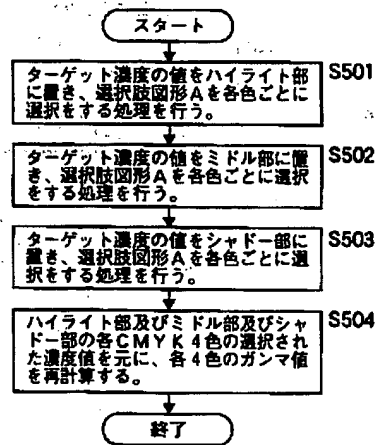 スタート
ターゲット濃度の値をハイライト部
に置き、選択肢図形Aを各色ごとに
選択をする処理を行う。
S501
ターゲット濃度の値をミドル部に置
き、選択肢図形Aを各色ごとに選択
をする処理を行う。
S502
ターゲット濃度の値をシャドー部に
置き、選択肢図形Aを各色ごとに選
択をする処理を行う。
S503
ハイライト部及びミドル部及びシャ
ドー部の各CMYK4色の選択され
た濃度値を元に、各4色のガンマ値
を再計算する。
S504
終了